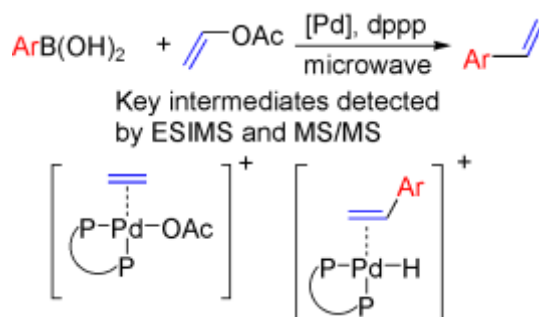 ArB(OH)₂ + OAc [Pd], dppp Ar
microwave
Key intermediates detected
by ESIMS and MS/MS
+ +
Ar
P-Pd-OAc P-Pd-H
P P